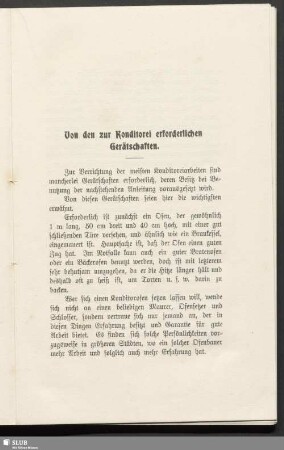 Von den zur Konditorei erforderlichen
Gerätschaften.
Zur Verrichtung der meisten Konditoreiarbeiten sind
mancherlei Gerätschaften erforderlich, deren Besitz bei Be-
nutzung der nachstehenden Anleitung vorausgesetzt wird.
Von diesen Gerätschaften seien hier die wichtigsten
erwähnt.
Erforderlich ist zunächst ein Ofen, der gewöhnlich
1 m lang, 50 cm breit und 40 cm hoch, mit einer gut
schließenden Türe versehen, und ähnlich wie ein Braukessel,
eingemauert ist. Hauptsache ist, daß der Ofen einen guten
Zug hat. Im Notfalle kann auch ein guter Bratenofen
oder ein Backofen benutzt werden, doch ist mit letzterem
sehr behutsam umzugehen, da er die Hitze länger hält und
deshalb oft zu heiß ist, um Torten u. s. w. darin zu
backen.
Wer sich einen Konditorofen setzen lassen will, wende
sich nicht an einen beliebigen Maurer, Ofensetzer und
Schlosser, sondern vertraue sich nur jemand an, der in
diesen Dingen Erfahrung besitzt und Garantie für gute
Arbeit bietet. Es finden sich solche Persönlichkeiten vor-
zugsweise in größeren Städten, wo ein solcher Ofenbauer
mehr Arbeit und folglich auch mehr Erfahrung hat.
SLUB
Wir führen Wissen.